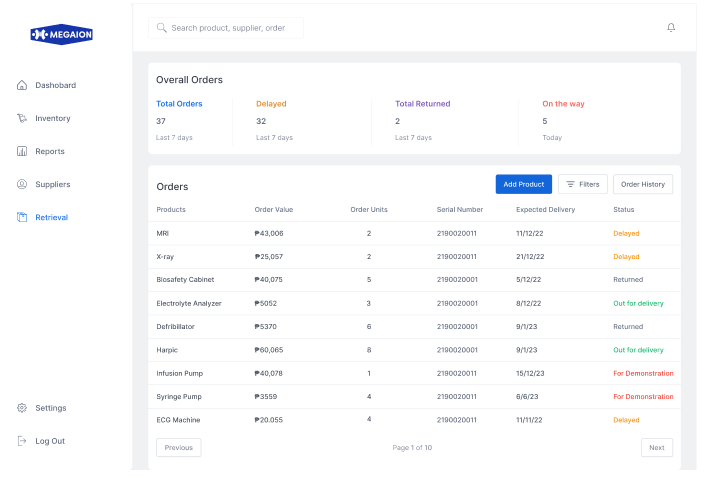 MEGAION
Search product, supplier, order
Dashobard
Inventory
Reports
Suppliers
Retrieval
Settings
Log Out
Overall Orders
Total Orders Delayed Total Returned On the way
37 32 2 5
Last 7 days Last 7 days Last 7 days Today
Orders Add Product Filters Order History
Products Order Value Order Units Serial Number Expected Delivery Status
MRI ₱43,006 2 2190020011 11/12/22 Delayed
X-ray ₱25,057 2 2190020011 21/12/22 Delayed
Biosafety Cabinet ₱40,075 5 2190020001 5/12/22 Returned
Electrolyte Analyzer ₱5052 3 2190020001 8/12/22 Out for delivery
Defribillator ₱5370 6 2190020001 9/1/23 Returned
Harpic ₱60,065 8 2190020001 9/1/23 Out for delivery
Infusion Pump ₱40,078 1 2190020011 15/12/23 For Demonstration
Syringe Pump ₱3559 4 2190020011 6/6/23 For Demonstration
ECG Machine ₱20.055 4 2190020011 11/11/22 Delayed
Previous Page 1 of 10 Next